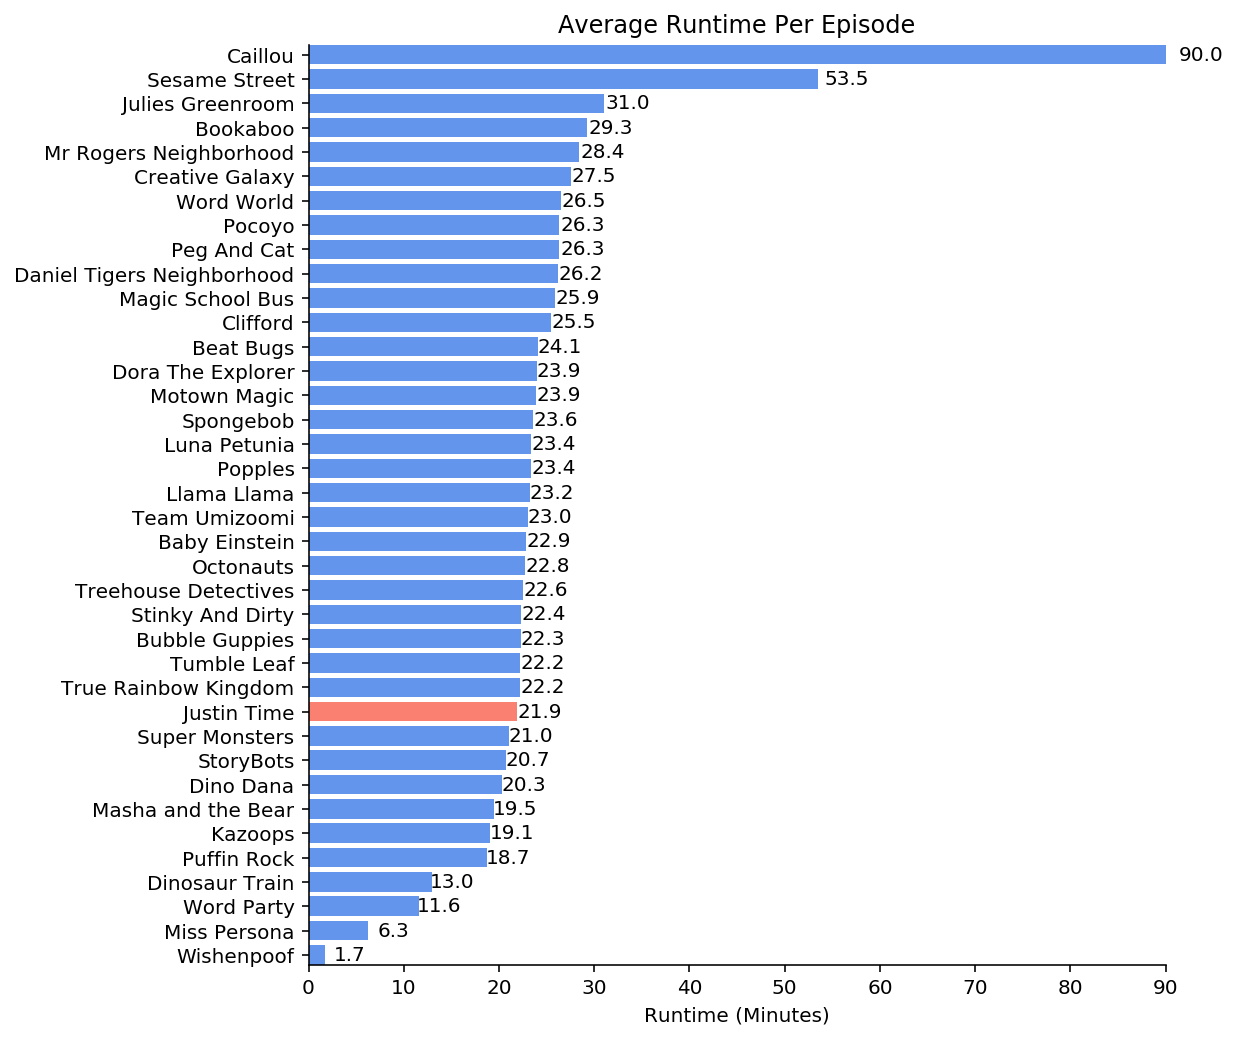 Average Runtime Per Episode
Caillou 90.0
Sesame Street 53.5
Julies Greenroom 31.0
Bookaboo 29.3
Mr Rogers Neighborhood 28.4
Creative Galaxy 27.5
Word World 26.5
Pocoyo 26.3
Peg And Cat 26.3
Daniel Tigers Neighborhood 26.2
Magic School Bus 25.9
Clifford 25.5
Beat Bugs 24.1
Dora The Explorer 23.9
Motown Magic 23.9
Spongebob 23.6
Luna Petunia 23.4
Popples 23.4
Llama Llama 23.2
Team Umizoomi 23.0
Baby Einstein 22.9
Octonauts 22.8
Treehouse Detectives 22.6
Stinky And Dirty 22.4
Bubble Guppies 22.3
Tumble Leaf 22.2
True Rainbow Kingdom 22.2
Justin Time 21.9
Super Monsters 21.0
StoryBots 20.7
Dino Dana 20.3
Masha and the Bear 19.5
Kazoops 19.1
Puffin Rock 18.7
Dinosaur Train 13.0
Word Party 11.6
Miss Persona 6.3
Wishenpoof 1.7
0 10 20 30 40 50 60 70 80 90
Runtime (Minutes)